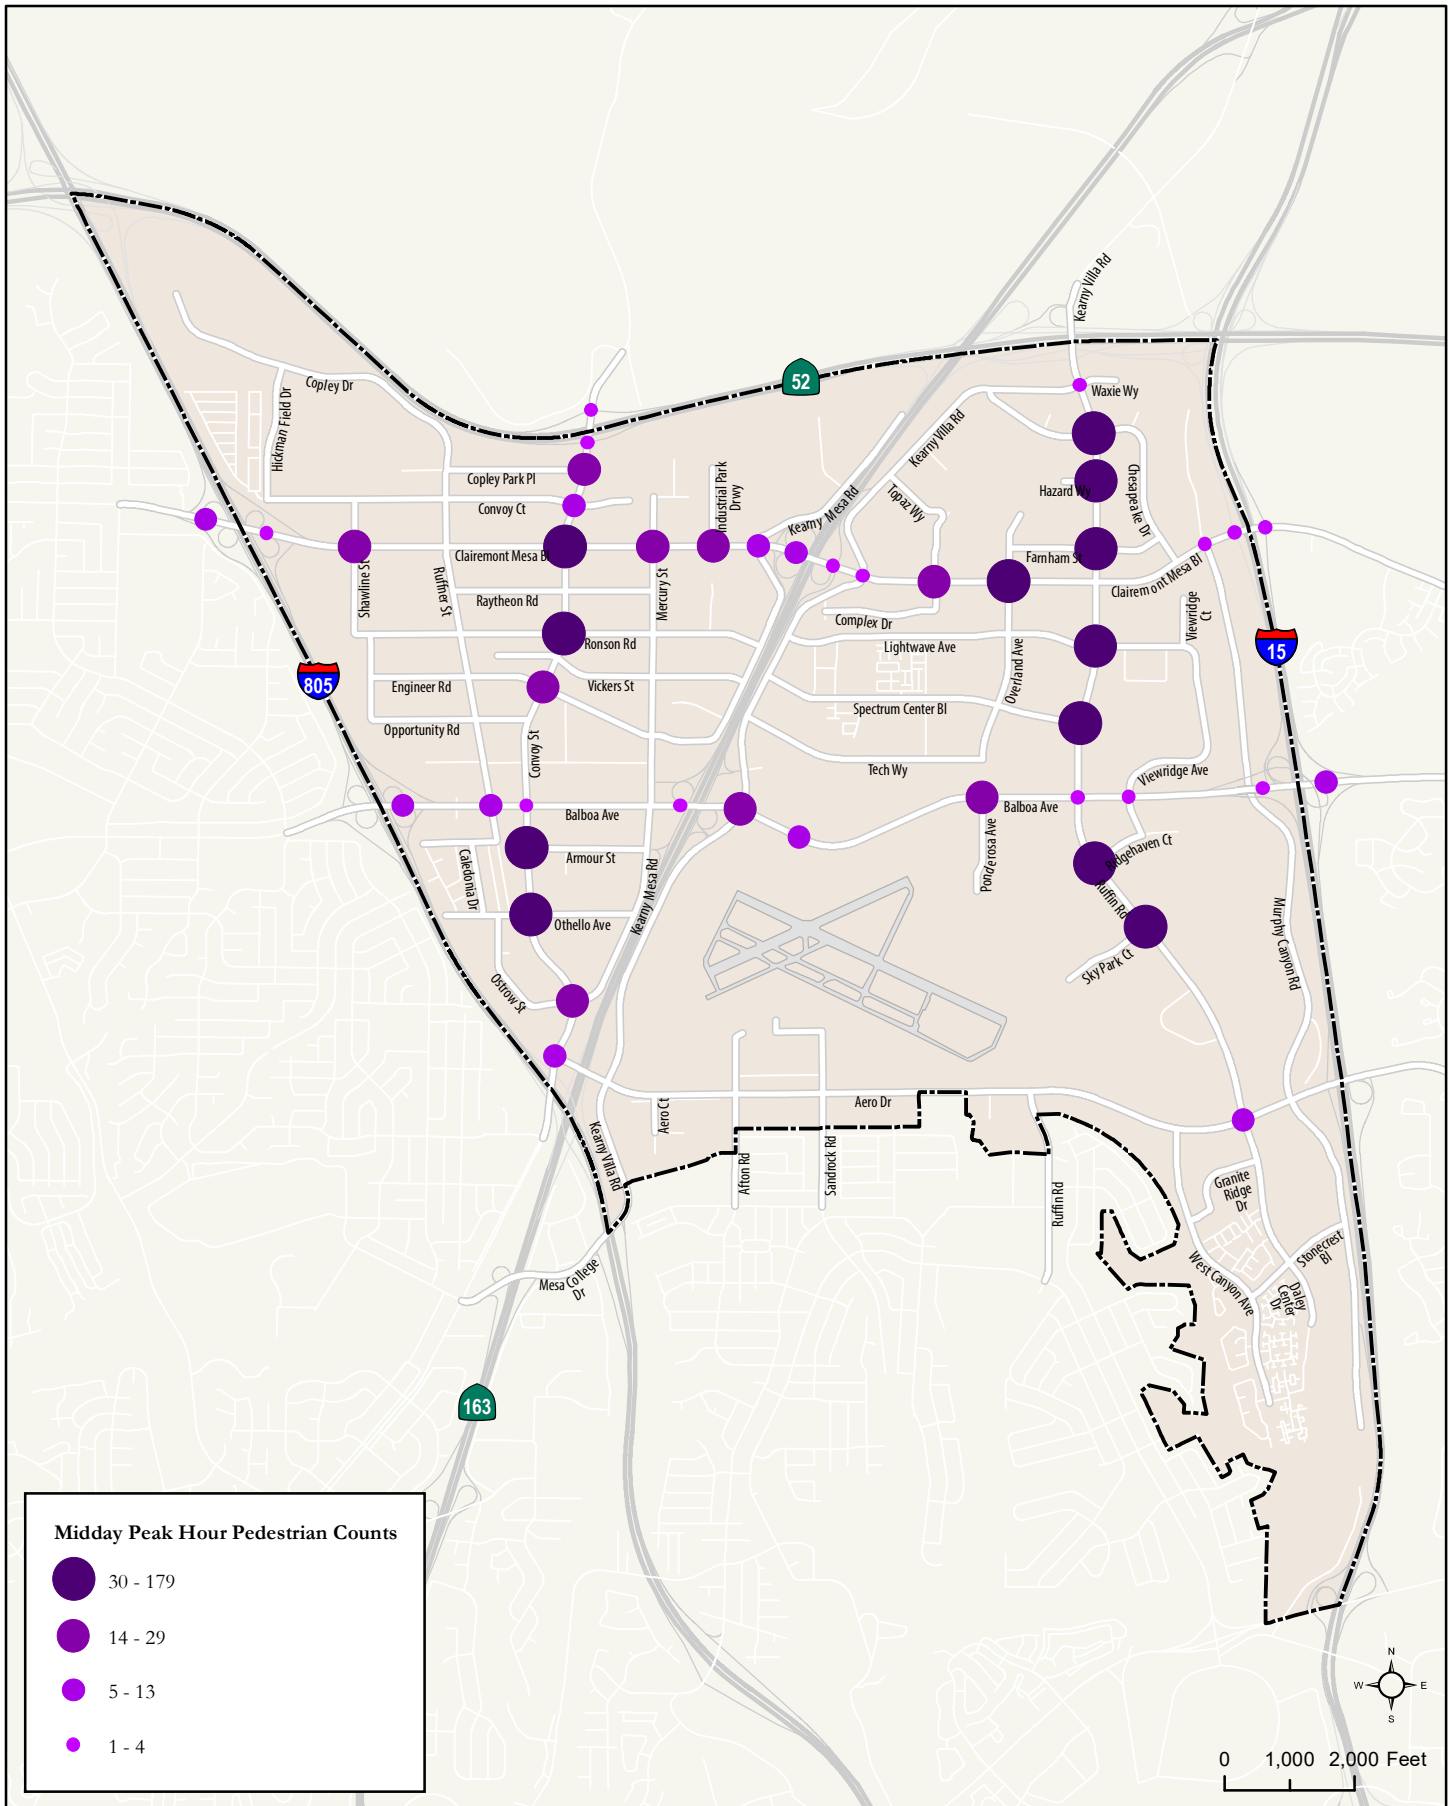 Kearny Villa Rd
52
Waxie Wy
Copley Dr
Hickman Field Dr
Kearny Villa Rd
Copley Park Pl
Industrial Park
Drwy
Chesapeake Dr
Hazard Wy
Topaz Wy
Convoy Ct
Kearny Mesa Rd
Clairemont Mesa Bl
Farnham St
Clairemont Mesa Bl
Shawline St
Ruffner St
Raytheon Rd
Mercury St
Complex Dr
Viewridge
Ct
Ronson Rd
Lightwave Ave
15
805
Engineer Rd
Vickers St
Overland Ave
Spectrum Center Bl
Opportunity Rd
Convoy St
Tech Wy
Viewridge Ave
Balboa Ave
Balboa Ave
Armour St
Ponderosa Ave
Ridgehaven Ct
Caledonia Dr
Kearny Mesa Rd
Ruffin Rd
Othello Ave
Murphy Canyon Rd
Sky Park Ct
Ostrow St
Aero Ct
Aero Dr
Kearny Villa Rd
Afton Rd
Sandrock Rd
Ruffin Rd
Granite
Ridge
Dr
Stonecrest
Bl
West Canyon Ave
Daley
Center
Dr
Mesa College
Dr
163
Midday Peak Hour Pedestrian Counts
30 - 179
14 - 29
5 - 13
1 - 4
N
W E
S
0 1,000 2,000 Feet